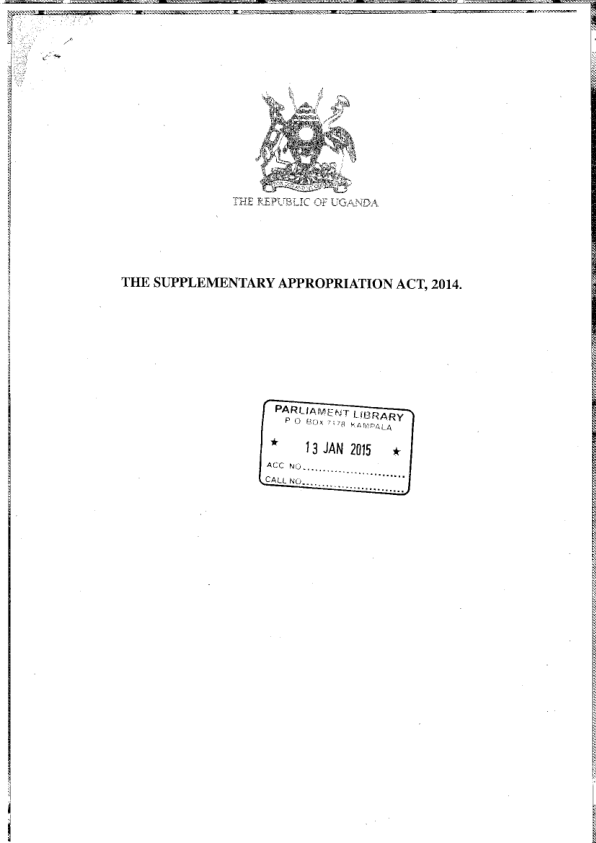 THE REPUBLIC OF UGANDA
THE SUPPLEMENTARY APPROPRIATION ACT, 2014.
PARLIAMENT LIBRARY
P O BOX 7178 KAMPALA
★ 13 JAN 2015 ★
ACC NO..........................
CALL NO..........................